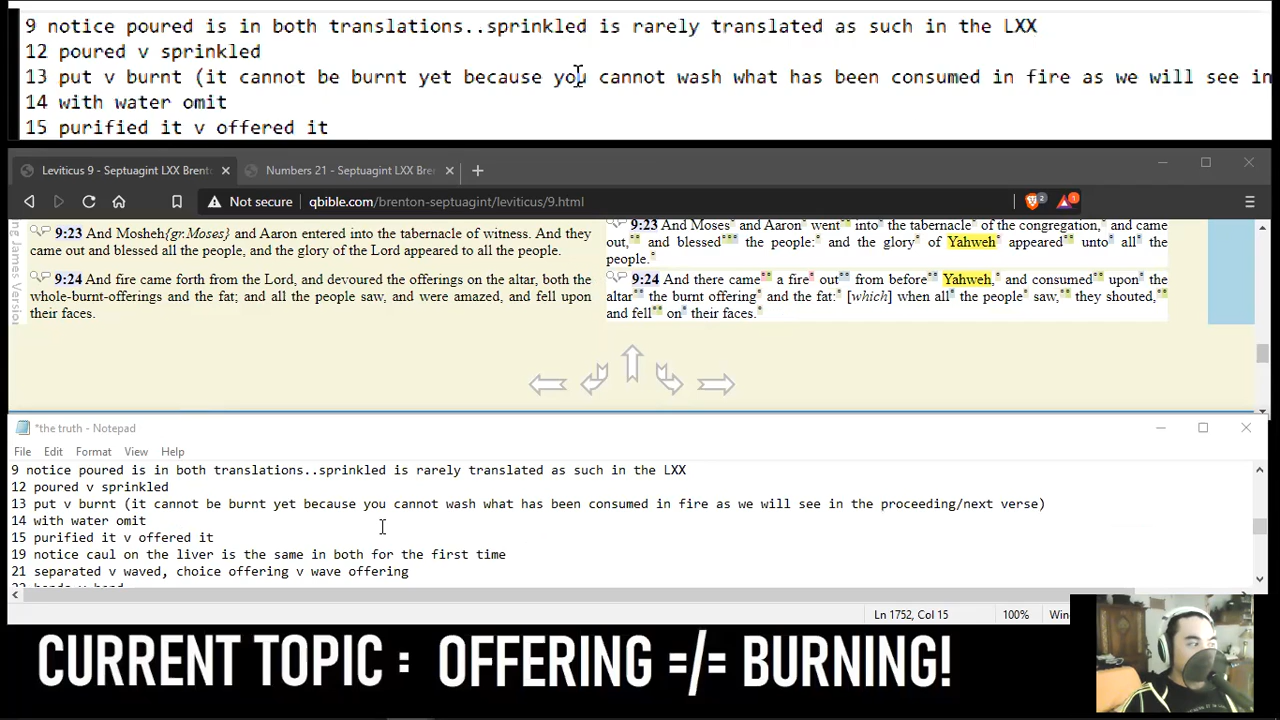 9 notice poured is in both translations..sprinkled is rarely translated as such in the LXX
12 poured v sprinkled
13 put v burnt (it cannot be burnt yet because you cannot wash what has been consumed in fire as we will see in
14 with water omit
15 purified it v offered it
Leviticus 9 - Septuagint LXX Brent
Numbers 21 - Septuagint LXX Bren
Not secure
qbible.com/brenton-septuagint/leviticus/9.html
2
1
9:23 And Mosheh{gr.Moses} and Aaron entered into the tabernacle of witness. And they
came out and blessed all the people, and the glory of the Lord appeared to all the people.
9:24 And fire came forth from the Lord, and devoured the offerings on the altar, both the
whole-burnt-offerings and the fat; and all the people saw, and were amazed, and fell upon
their faces.
9:23 And Moses and Aaron went into the tabernacle of the congregation, and came
out, and blessed the people: and the glory of Yahweh appeared unto all the
people.
9:24 And there came a fire out from before Yahweh, and consumed upon the
altar the burnt offering and the fat: [which] when all the people saw, they shouted,
and fell on their faces.
ng James Version
*the truth - Notepad
File Edit Format View Help
9 notice poured is in both translations..sprinkled is rarely translated as such in the LXX
12 poured v sprinkled
13 put v burnt (it cannot be burnt yet because you cannot wash what has been consumed in fire as we will see in the proceeding/next verse)
14 with water omit
15 purified it v offered it
19 notice caul on the liver is the same in both for the first time
21 separated v waved, choice offering v wave offering
Ln 1752, Col 15
100%
Win
CURRENT TOPIC : OFFERING =/= BURNING!